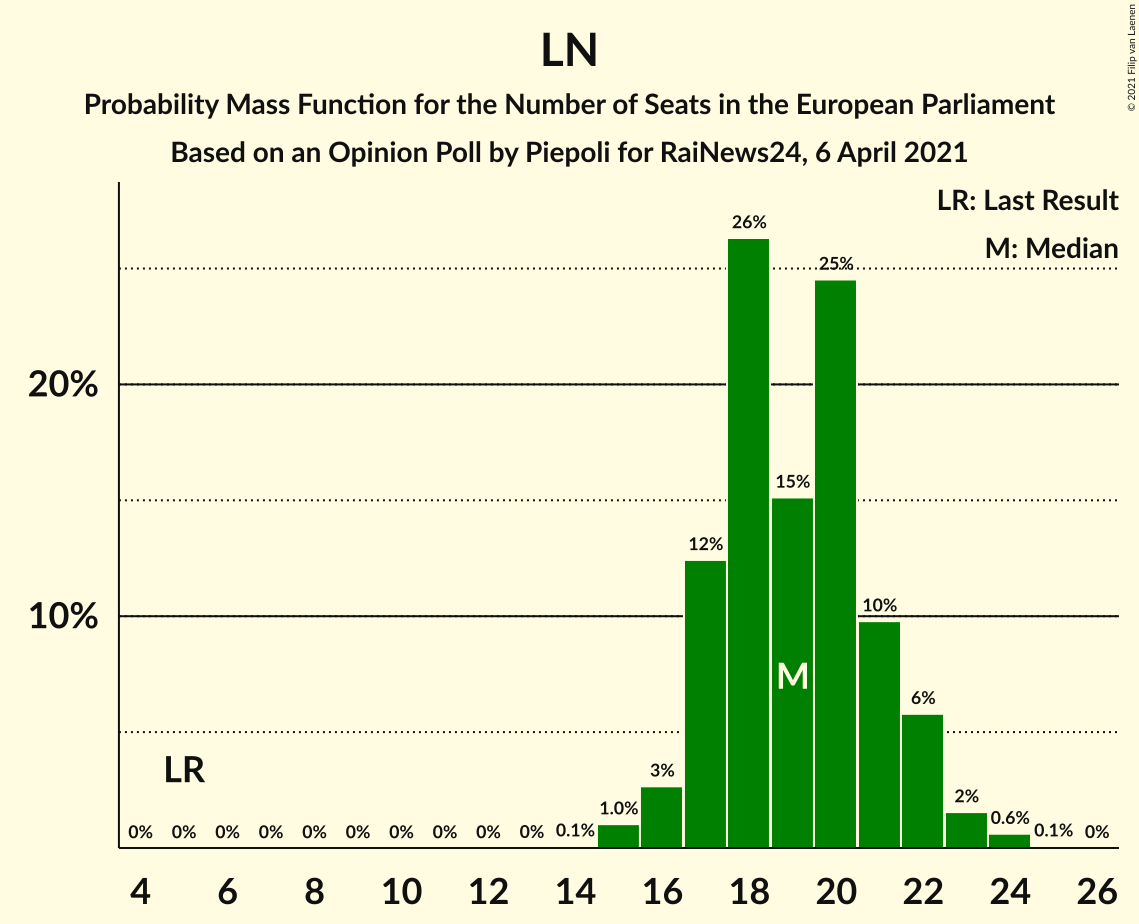 LN
Probability Mass Function for the Number of Seats in the European Parliament
Based on an Opinion Poll by Piepoli for RaiNews24, 6 April 2021
© 2021 Filip van Laenen
LR: Last Result
M: Median
26%
25%
20%
15%
12%
10%
10%
M
6%
LR
3%
2%
1.0%
0.6%
0% 0% 0% 0% 0% 0% 0% 0% 0% 0% 0.1% 0.1% 0%
4 6 8 10 12 14 16 18 20 22 24 26